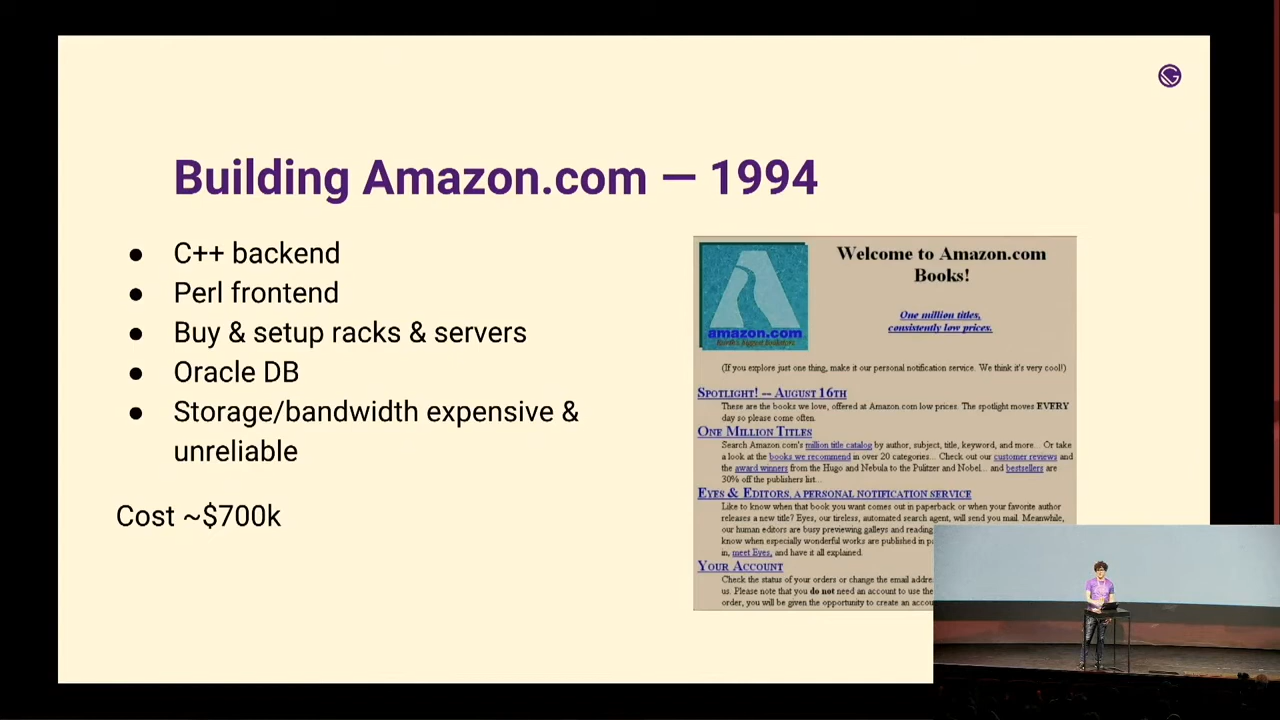 Building Amazon.com — 1994
● C++ backend
● Perl frontend
● Buy & setup racks & servers
● Oracle DB
● Storage/bandwidth expensive &
unreliable
Cost ~$700k
amazon.com
Welcome to Amazon.com
Books!
One million titles,
consistently low prices.
(If you explore just one thing, make it our personal notification service. We think it's very cool!)
SPOTLIGHT! -- AUGUST 16TH
These are the books we love, offered at Amazon.com low prices. The spotlight moves EVERY
day so please come often.
ONE MILLION TITLES
Search Amazon.com's million title catalog by author, subject, title, keyword, and more... Or take
a look at the books we recommend in over 20 categories... Check out our customer reviews and
the award winners from the Hugo and Nebula to the Pulitzer and Nobel... and bestsellers are
30% off the publishers list...
EYES & EDITORS, A PERSONAL NOTIFICATION SERVICE
Like to know when that book you want comes out in paperback or when your favorite author
releases a new title? Eyes, our tireless, automated search agent, will send you mail. Meanwhile,
our human editors are busy previewing galleys and reading
know when especially wonderful works are published in
in, meet Eyes, and have it all explained.
YOUR ACCOUNT
Check the status of your orders or change the email
us. Please note that you do not need an account to use the
order, you will be given the opportunity to create an